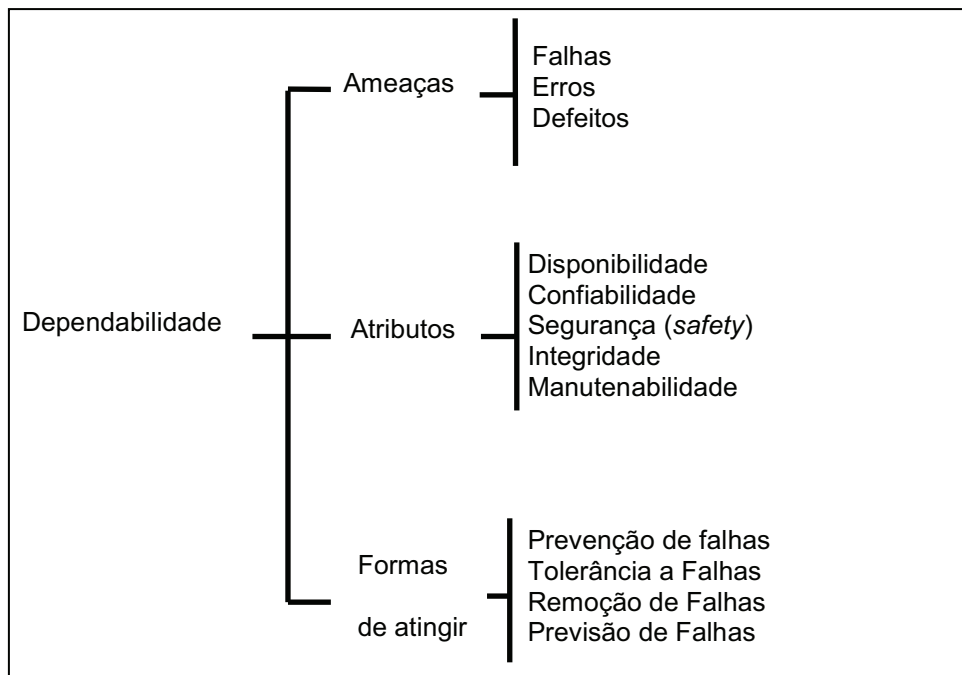 Dependabilidade
Ameaças
Falhas
Erros
Defeitos
Atributos
Disponibilidade
Confiabilidade
Segurança (safety)
Integridade
Manutenabilidade
Formas
de atingir
Prevenção de falhas
Tolerância a Falhas
Remoção de Falhas
Previsão de Falhas